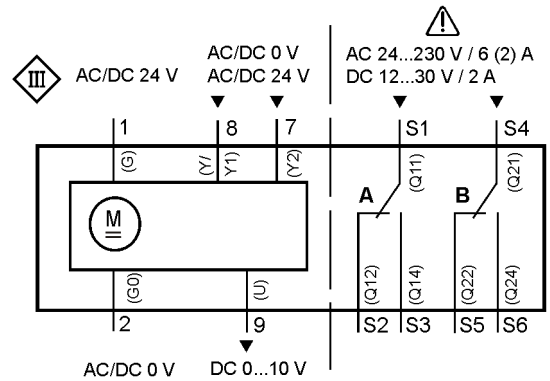 AC/DC 0 V
AC 24...230 V / 6 (2) A
III
AC/DC 24 V
AC/DC 24 V
DC 12...30 V / 2 A
1
8
7
S1
S4
(G)
(Y/
Y1)
(Y2)
(Q11)
(Q21)
A
B
M
(G0)
(U)
(Q12)
(Q14)
(Q22)
(Q24)
2
9
S2
S3
S5
S6
AC/DC 0 V
DC 0...10 V